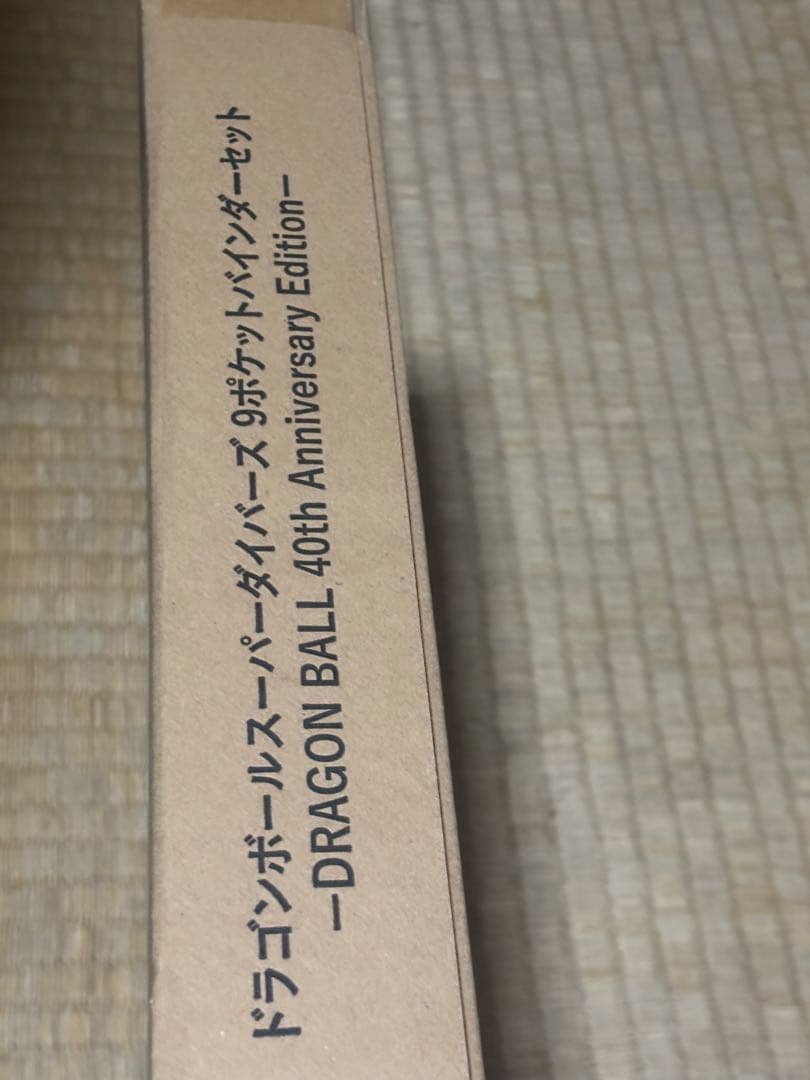 ドラゴンボールスーパーダイバーズ 9ポケットバインダーセット
－DRAGON BALL 40th Anniversary Edition－